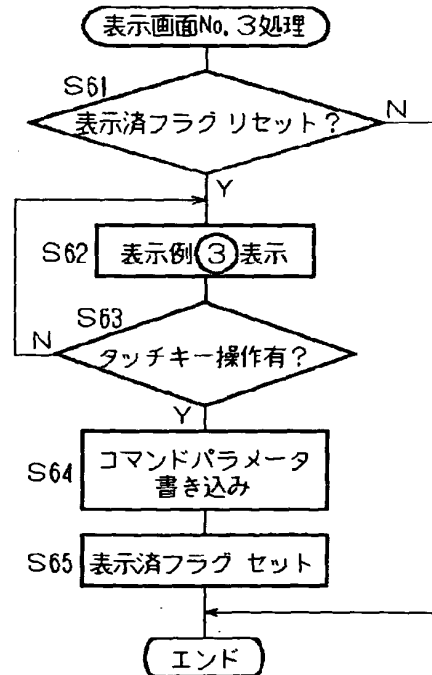 表示画面No.3処理
S61
表示済フラグ リセット?
N
Y
S62
表示例③表示
S63
N
タッチキー操作有?
Y
S64
コマンドパラメータ
書き込み
S65
表示済フラグ セット
エンド